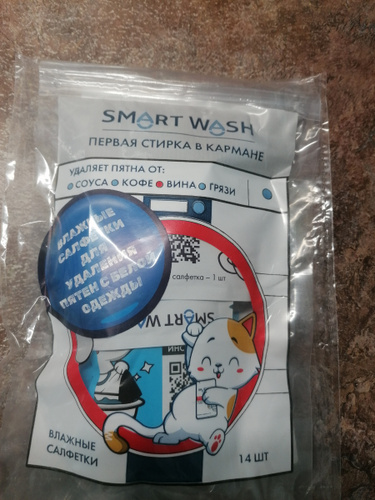 SMART WASH
ПЕРВАЯ СТИРКА В КАРМАНЕ
УДАЛЯЕТ ПЯТНА ОТ:
СОУСА КОФЕ ВИНА ГРЯЗИ
ВЛАЖНЫЕ
САЛФЕТКИ
ДЛЯ
УДАЛЕНИЯ
ПЯТЕН С БЕЛОЙ
ОДЕЖДЫ
салфетка – 1 шт
SMART WA
ИНС
ВЛАЖНЫЕ
САЛФЕТКИ
14 ШТ